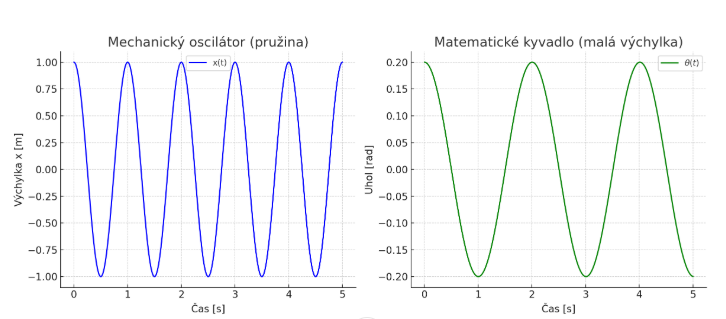 Mechanický oscilátor (pružina)
x(t)
1.00
0.75
0.50
0.25
0.00
−0.25
−0.50
−0.75
−1.00
Výchylka x [m]
0 1 2 3 4 5
Čas [s]
Matematické kyvadlo (malá výchylka)
θ(t)
0.20
0.15
0.10
0.05
0.00
−0.05
−0.10
−0.15
−0.20
Uhol [rad]
0 1 2 3 4 5
Čas [s]